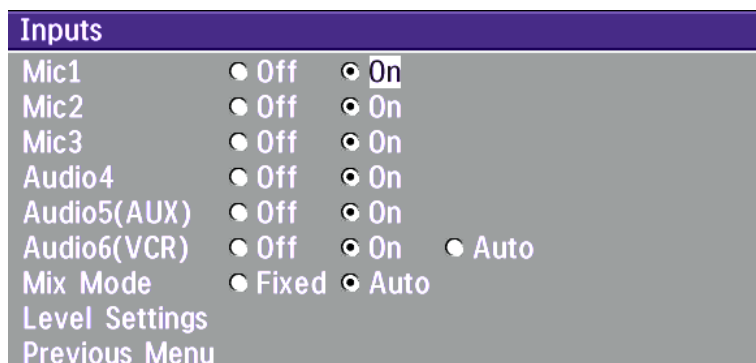 Inputs
Mic1 Off On
Mic2 Off On
Mic3 Off On
Audio4 Off On
Audio5(AUX) Off On
Audio6(VCR) Off On Auto
Mix Mode Fixed Auto
Level Settings
Previous Menu